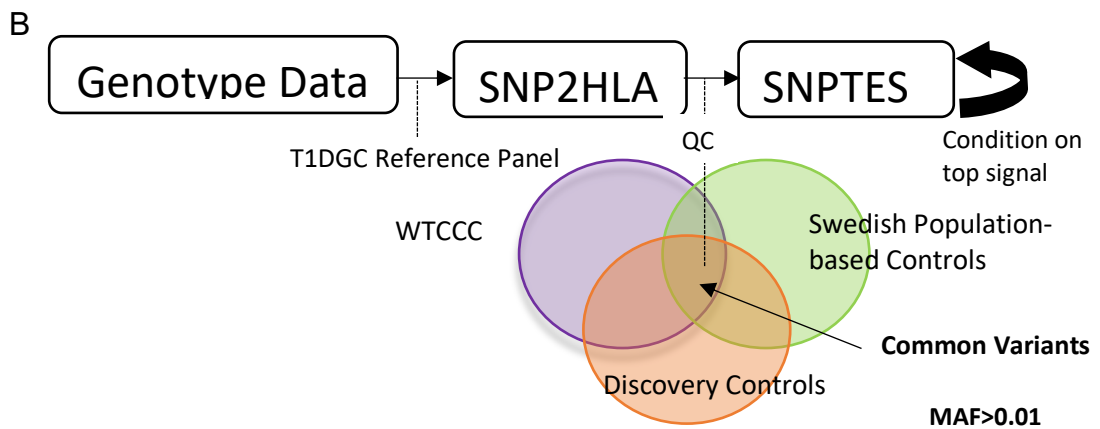 B
Genotype Data
SNP2HLA
SNPTES
T1DGC Reference Panel
QC
Condition on
top signal
WTCCC
Swedish Population-
based Controls
Common Variants
Discovery Controls
MAF>0.01